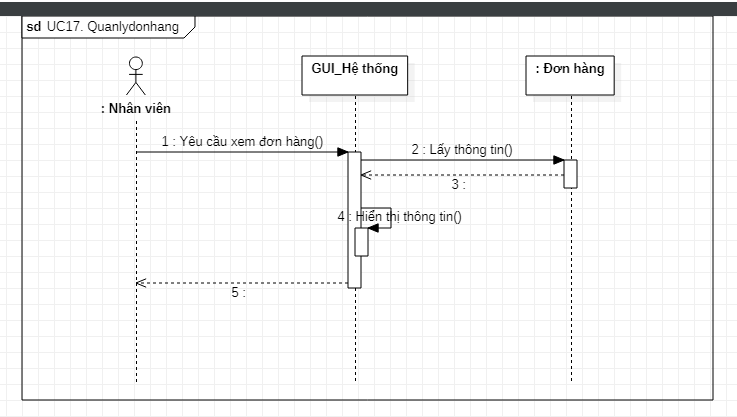 sd UC17. Quanlydonhang
GUI_Hệ thống
: Đơn hàng
: Nhân viên
1 : Yêu cầu xem đơn hàng()
2 : Lấy thông tin()
3 :
4 : Hiển thị thông tin()
5 :